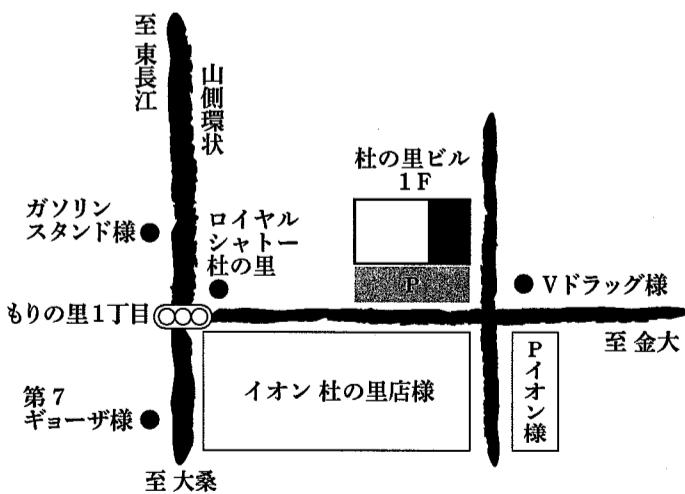 至 東長江
山側環状
杜の里ビル
1F
ガソリン
スタンド様
ロイヤル
シャトー
杜の里
P
Vドラッグ様
もりの里1丁目
至 金大
イオン 杜の里店様
Pイオン様
第7
ギョーザ様
至 大桑